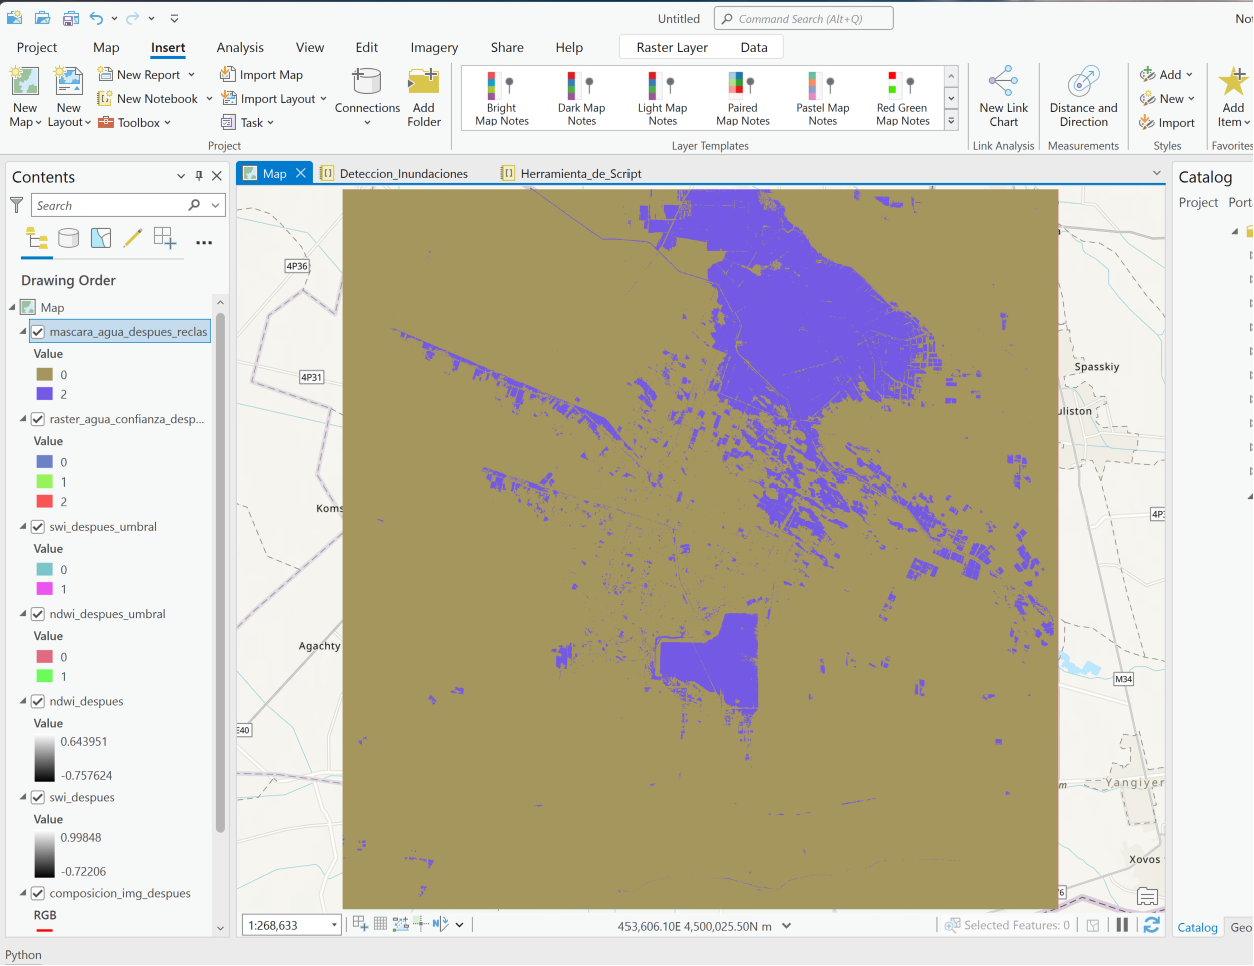 Untitled
Command Search (Alt+Q)
Project
Map
Insert
Analysis
View
Edit
Imagery
Share
Help
Raster Layer
Data
New Map
New Layout
New Report
New Notebook
Toolbox
Import Map
Import Layout
Task
Connections
Add Folder
Project
Bright Map Notes
Dark Map Notes
Light Map Notes
Paired Map Notes
Pastel Map Notes
Red Green Map Notes
Layer Templates
New Link Chart
Link Analysis
Distance and Direction
Measurements
Add
New
Import
Styles
Add Item
Favorites
Contents
Search
Drawing Order
Map
mascara_agua_despues_reclas
Value
0
2
raster_agua_confianza_desp...
Value
0
1
2
swi_despues_umbral
Value
0
1
ndwi_despues_umbral
Value
0
1
ndwi_despues
Value
0.643951
-0.757624
swi_despues
Value
0.99848
-0.72206
composicion_img_despues
RGB
Map
Deteccion_Inundaciones
Herramienta_de_Script
4P36
4P31
Koms
Agachty
E40
Spasskiy
uliston
4P3
M34
Yangiyer
Xovos
1:268,633
453,606.10E 4,500,025.50N m
Selected Features: 0
Catalog
Project
Port
Catalog
Geo
Python